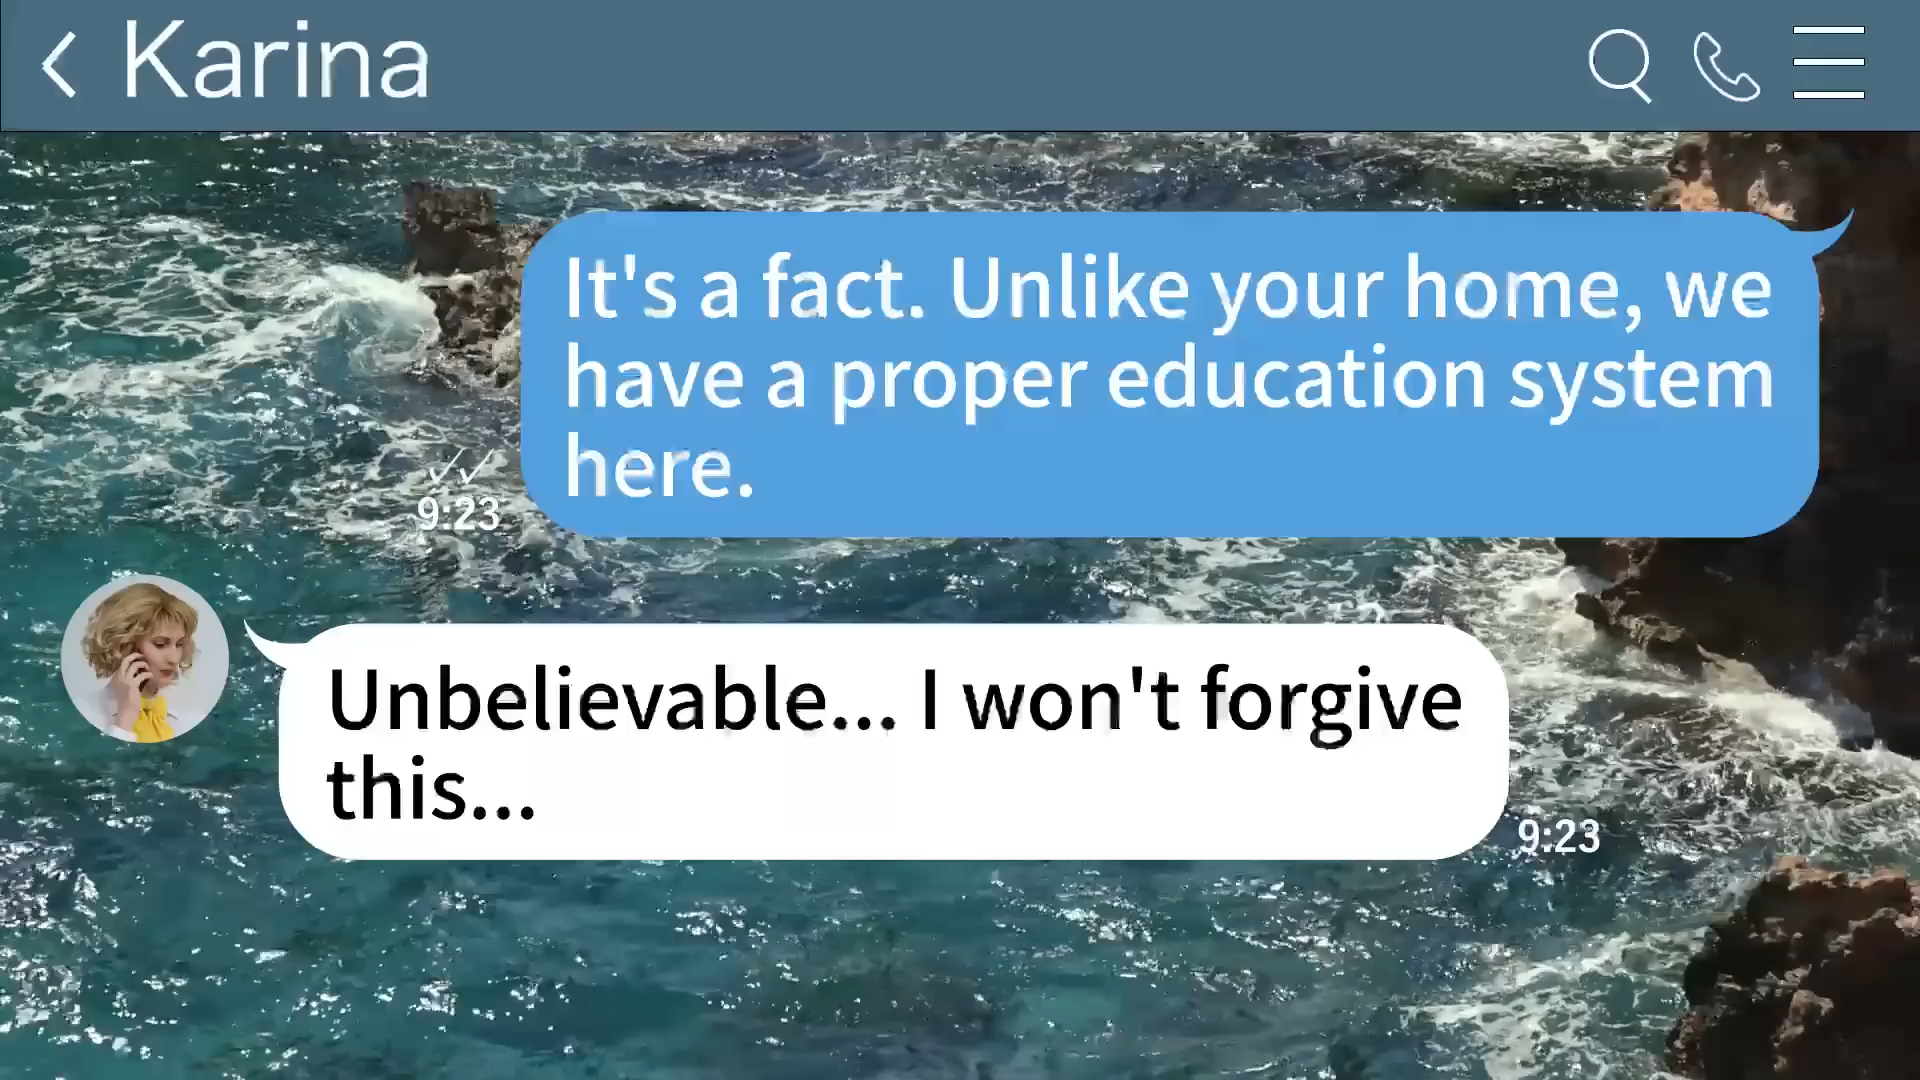 Karina
It's a fact. Unlike your home, we
have a proper education system
here.
9:23
Unbelievable... I won't forgive
this...
9:23